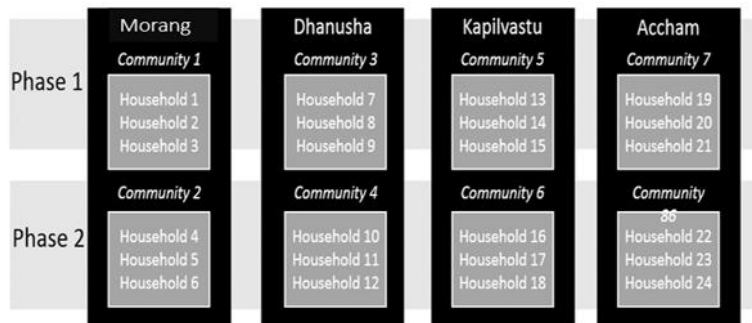 Morang
Dhanusha
Kapilvastu
Accham
Phase 1
Community 1
Household 1
Household 2
Household 3
Community 3
Household 7
Household 8
Household 9
Community 5
Household 13
Household 14
Household 15
Community 7
Household 19
Household 20
Household 21
Phase 2
Community 2
Household 4
Household 5
Household 6
Community 4
Household 10
Household 11
Household 12
Community 6
Household 16
Household 17
Household 18
Community
86
Household 22
Household 23
Household 24